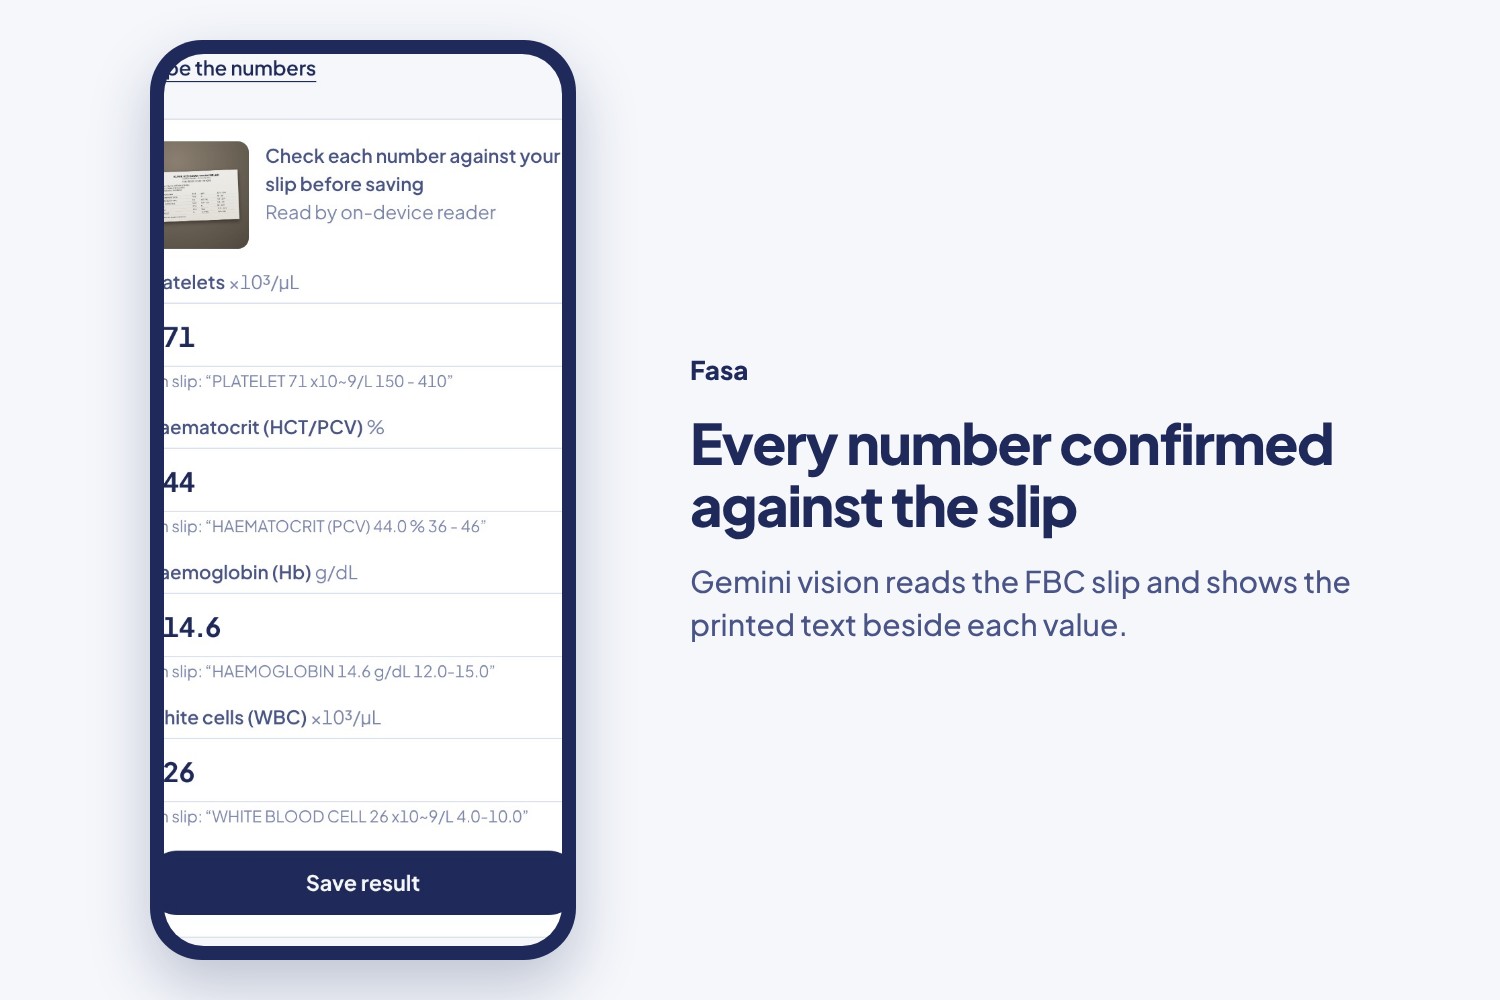 pe the numbers
Check each number against your
slip before saving
Read by on-device reader
atelets ×10³/µL
71
n slip: “PLATELET 71 x10~9/L 150 - 410”
aematocrit (HCT/PCV) %
44
n slip: “HAEMATOCRIT (PCV) 44.0 % 36 - 46”
aemoglobin (Hb) g/dL
14.6
n slip: “HAEMOGLOBIN 14.6 g/dL 12.0-15.0”
hite cells (WBC) ×10³/µL
26
n slip: “WHITE BLOOD CELL 26 x10~9/L 4.0-10.0”
Save result
Fasa
Every number confirmed
against the slip
Gemini vision reads the FBC slip and shows the
printed text beside each value.